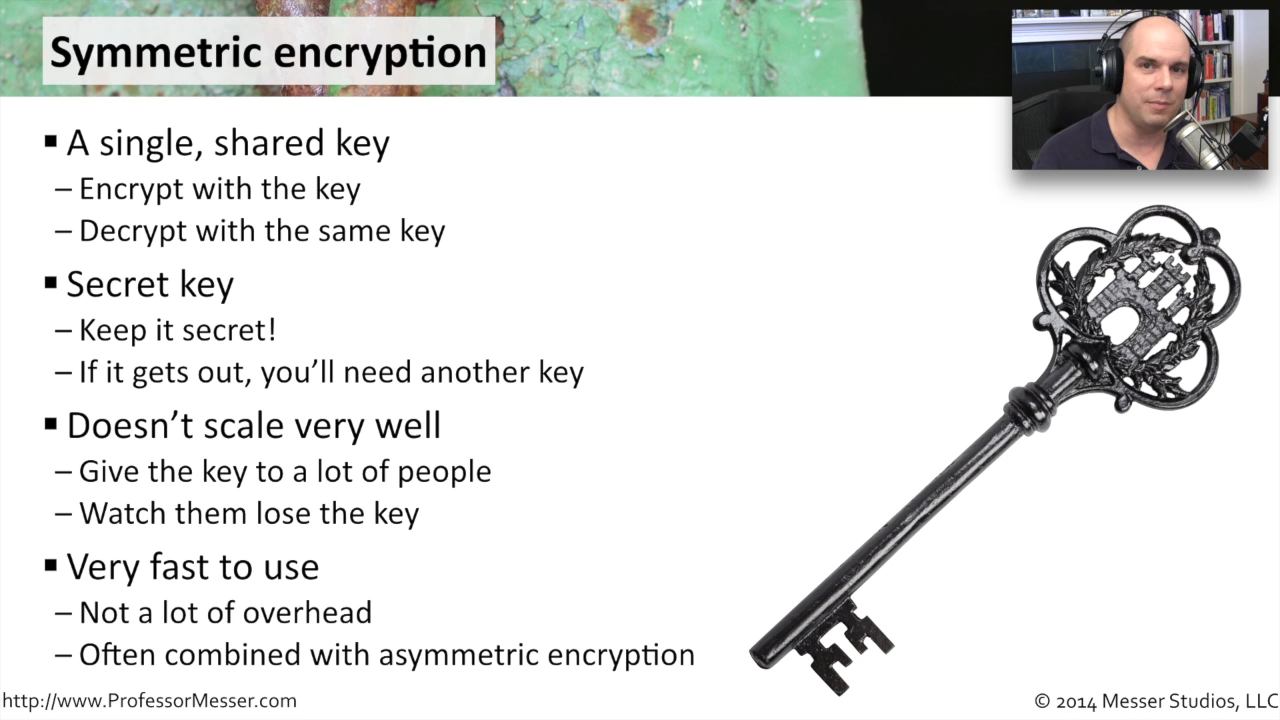 Symmetric encryption
▪ A single, shared key
– Encrypt with the key
– Decrypt with the same key
▪ Secret key
– Keep it secret!
– If it gets out, you’ll need another key
▪ Doesn’t scale very well
– Give the key to a lot of people
– Watch them lose the key
▪ Very fast to use
– Not a lot of overhead
– Often combined with asymmetric encryption
http://www.ProfessorMesser.com
© 2014 Messer Studios, LLC